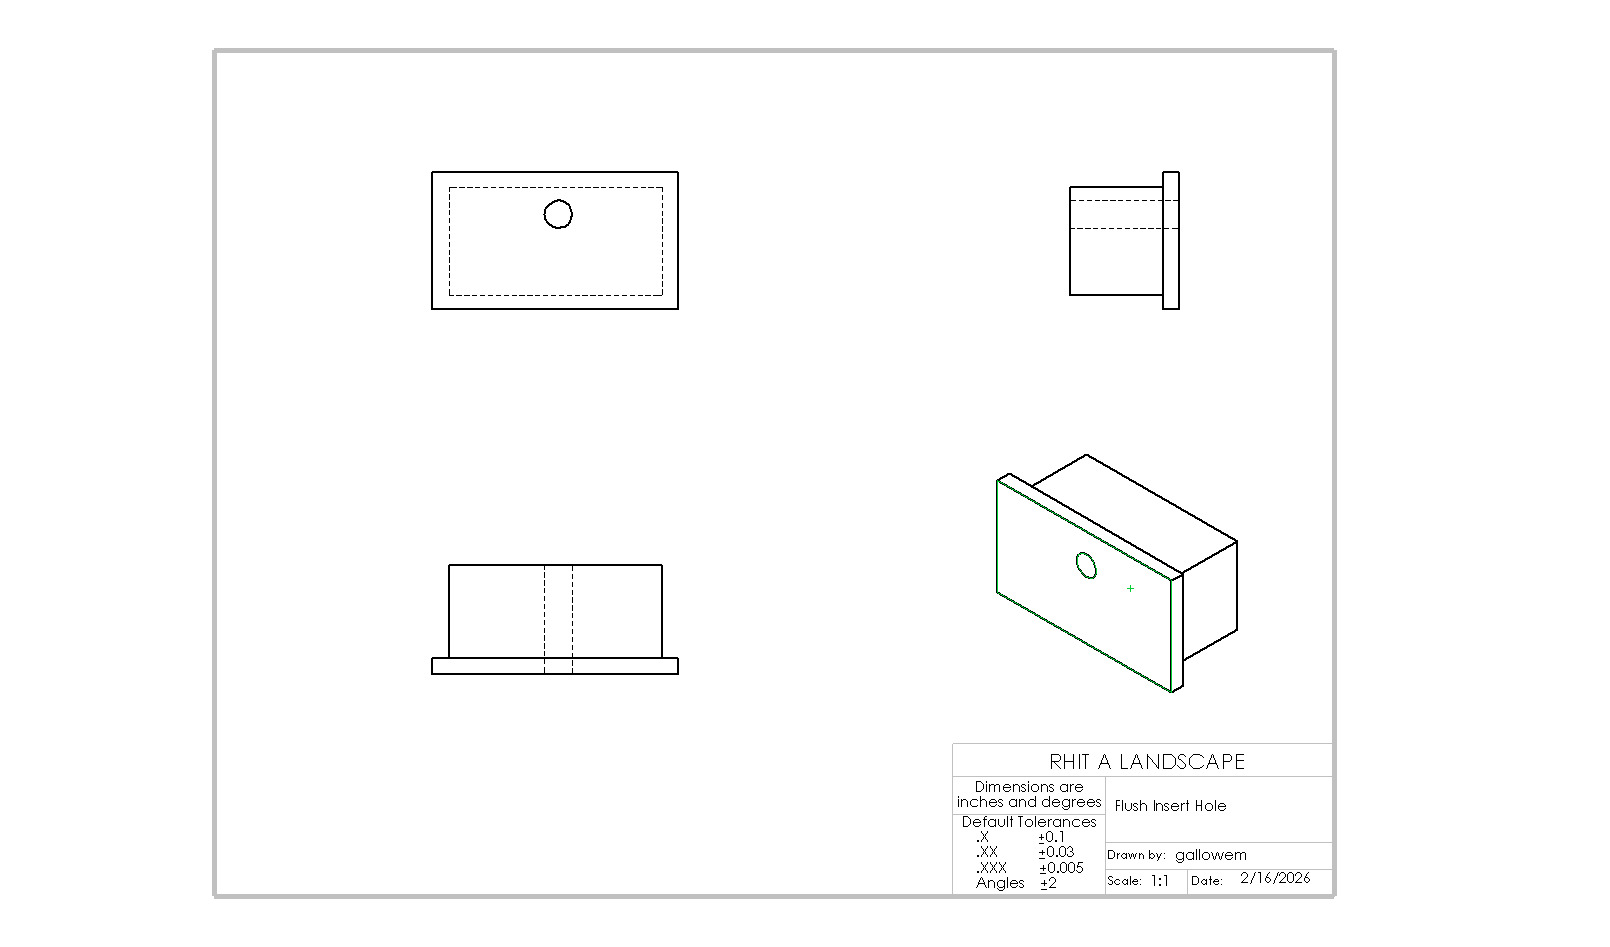 RHIT A LANDSCAPE
Dimensions are
inches and degrees
Flush Insert Hole
Default Tolerances
.X ±0.1
.XX ±0.03
.XXX ±0.005
Angles ±2
Drawn by: gallowem
Scale: 1:1 Date: 2/16/2026